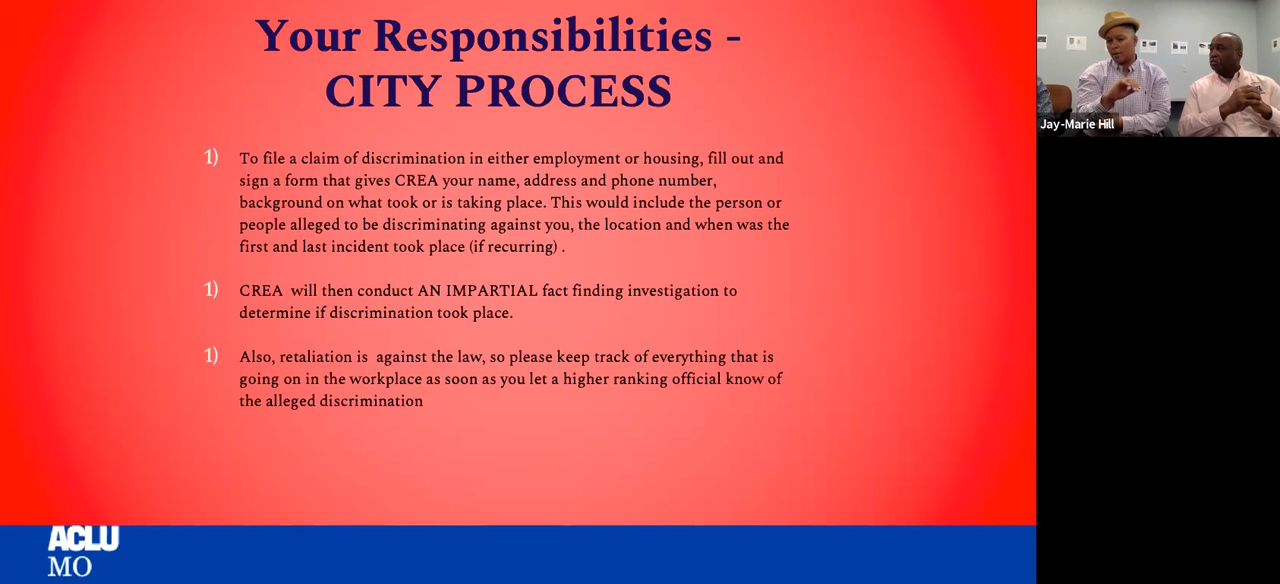 Your Responsibilities -
CITY PROCESS
1) To file a claim of discrimination in either employment or housing, fill out and
sign a form that gives CREA your name, address and phone number,
background on what took or is taking place. This would include the person or
people alleged to be discriminating against you, the location and when was the
first and last incident took place (if recurring) .
1) CREA  will then conduct AN IMPARTIAL fact finding investigation to
determine if discrimination took place.
1) Also, retaliation is  against the law, so please keep track of everything that is
going on in the workplace as soon as you let a higher ranking official know of
the alleged discrimination
ACLU
MO
Jay-Marie Hill